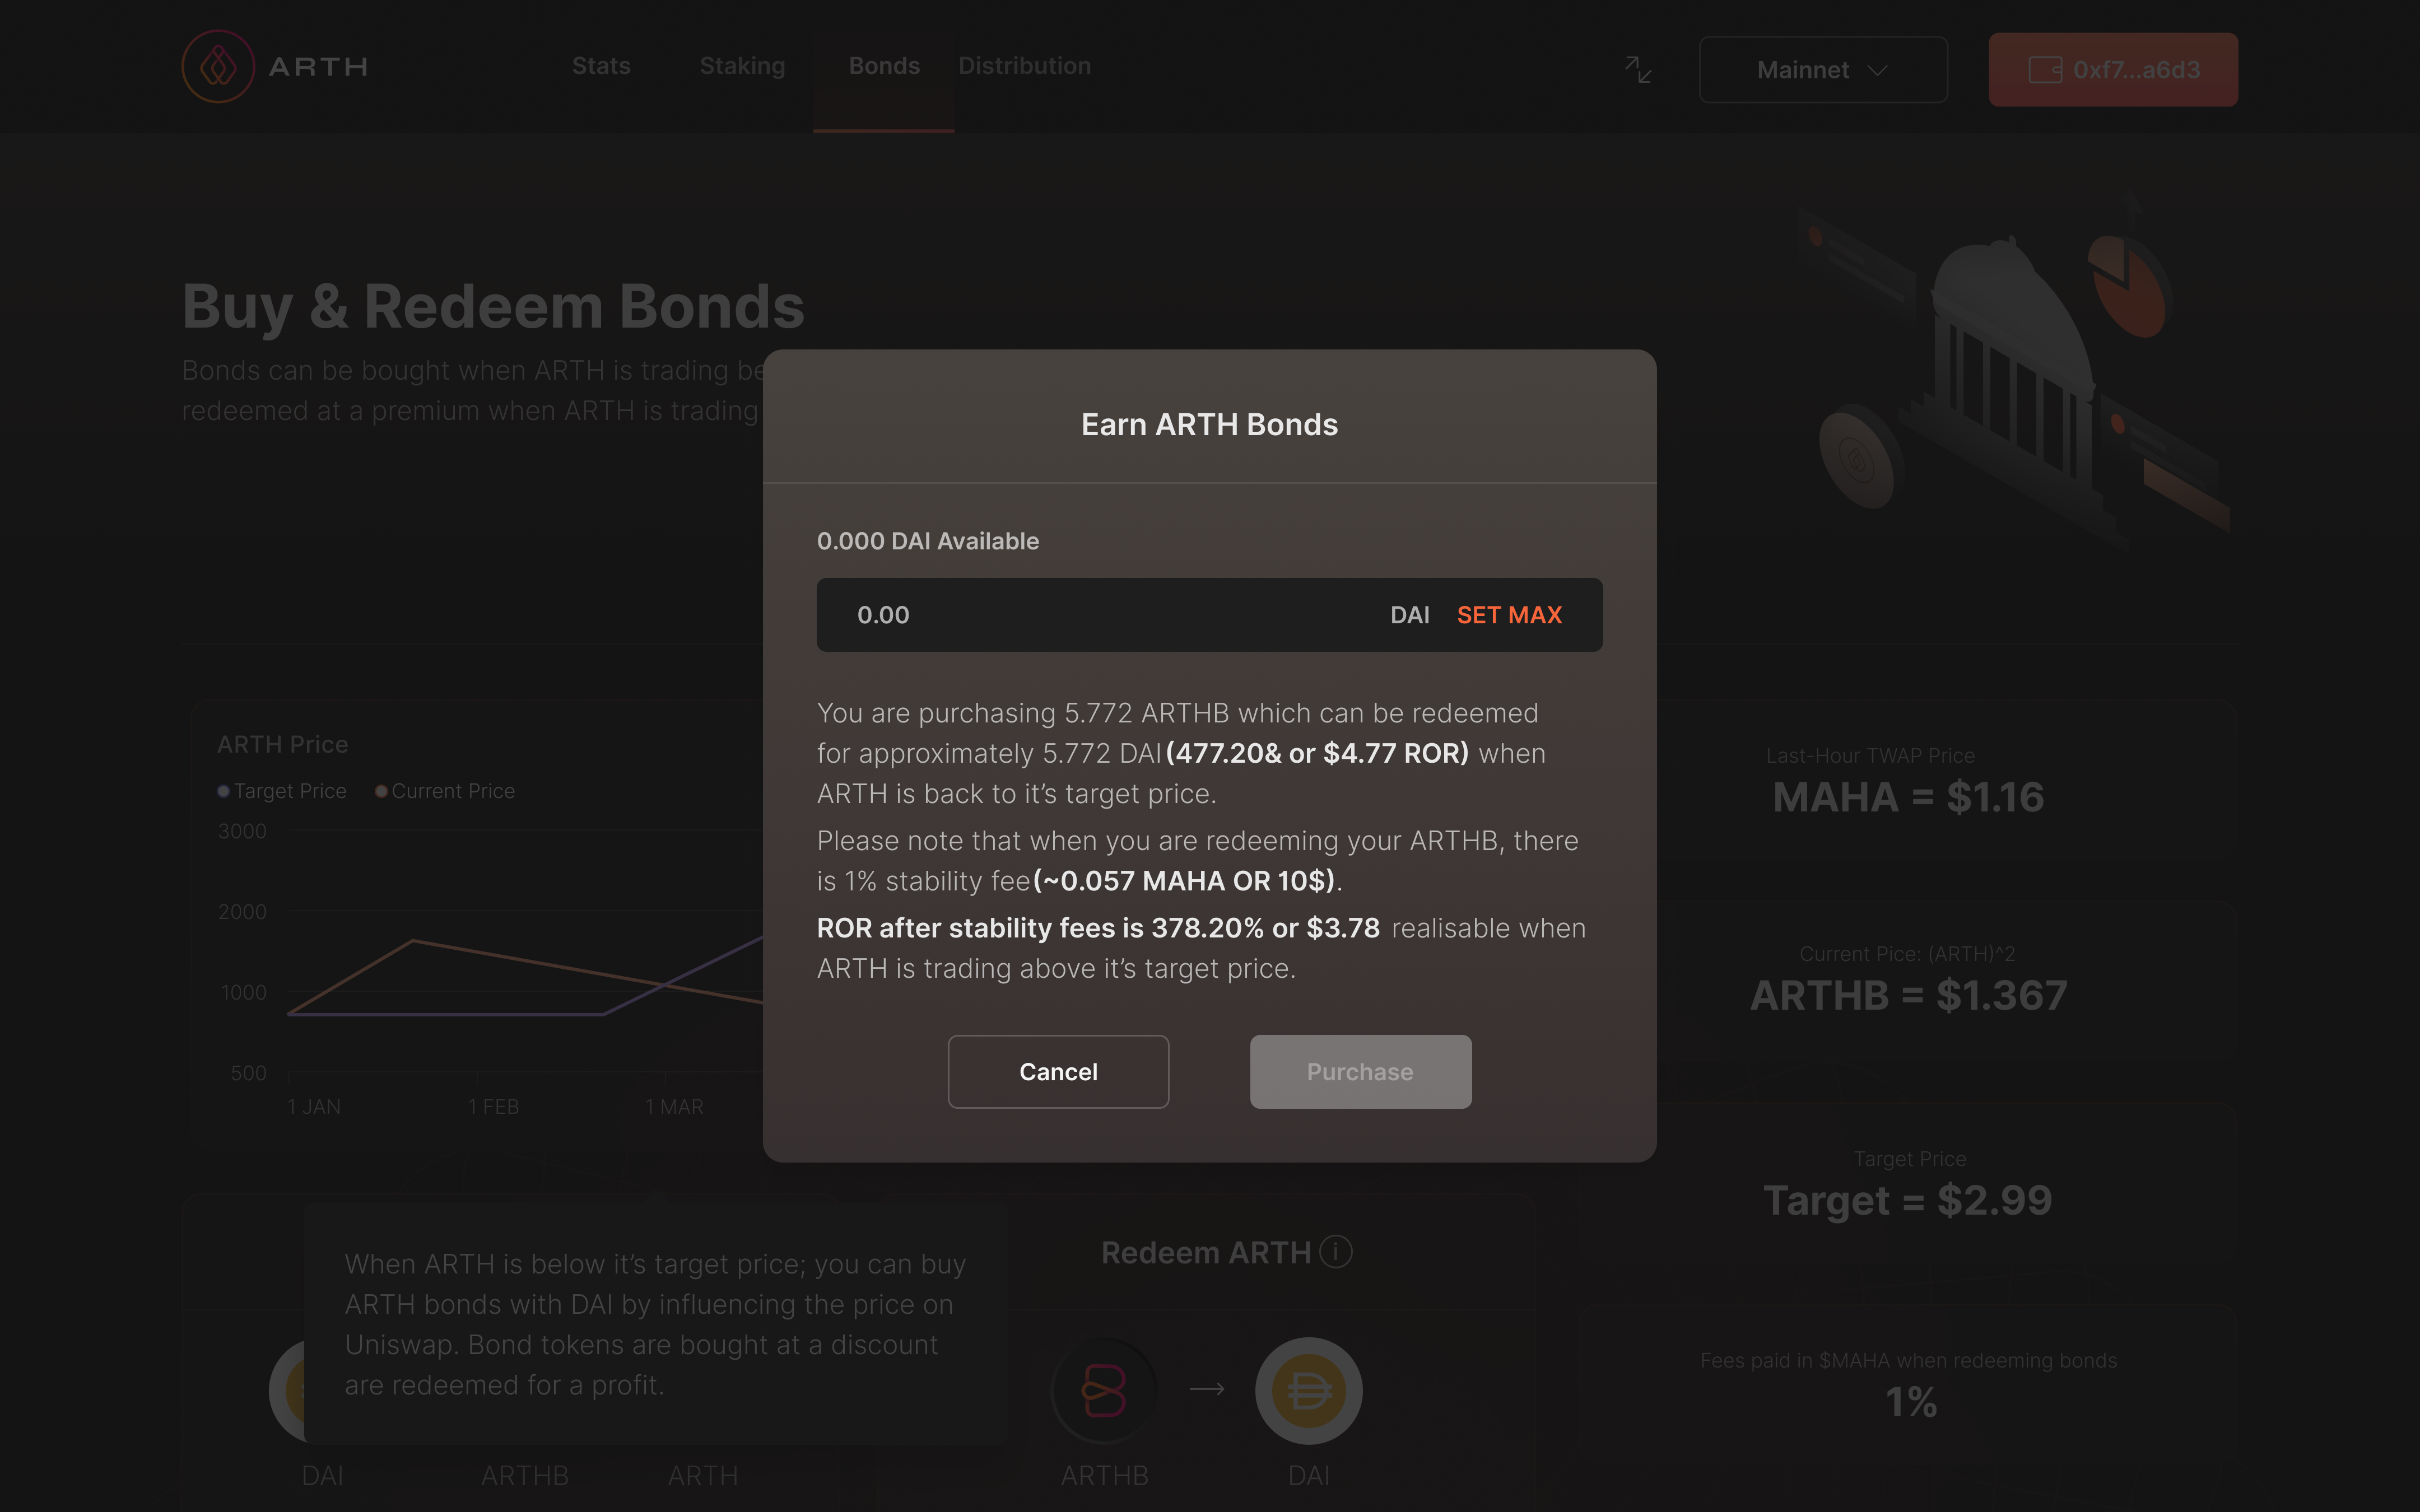 ARTH
Stats
Staking
Bonds
Distribution
Mainnet
0xf7...a6d3
Buy & Redeem Bonds
Bonds can be bought when ARTH is trading be
redeemed at a premium when ARTH is trading
Earn ARTH Bonds
0.000 DAI Available
0.00
DAI
SET MAX
You are purchasing 5.772 ARTHB which can be redeemed
for approximately 5.772 DAI (477.20& or $4.77 ROR) when
ARTH is back to it’s target price.
Please note that when you are redeeming your ARTHB, there
is 1% stability fee (~0.057 MAHA OR 10$).
ROR after stability fees is 378.20% or $3.78 realisable when
ARTH is trading above it’s target price.
Cancel
Purchase
ARTH Price
Target Price
Current Price
3000
2000
1000
500
1 JAN
1 FEB
1 MAR
Last-Hour TWAP Price
MAHA = $1.16
Current Pice: (ARTH)^2
ARTHB = $1.367
Target Price
Target = $2.99
Fees paid in $MAHA when redeeming bonds
1%
When ARTH is below it’s target price; you can buy
ARTH bonds with DAI by influencing the price on
Uniswap. Bond tokens are bought at a discount
are redeemed for a profit.
DAI
ARTHB
ARTH
Redeem ARTH
ARTHB
DAI